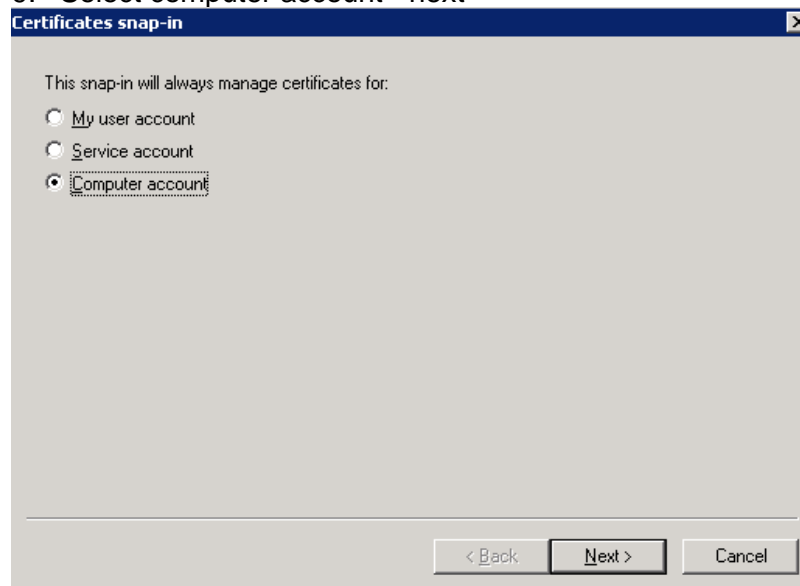 Select computer account - next
Certificates snap-in
This snap-in will always manage certificates for:
My user account
Service account
Computer account
< Back
Next >
Cancel